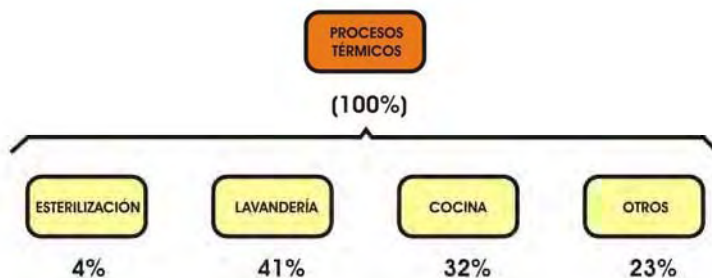 PROCESOS
TÉRMICOS
(100%)
ESTERILIZACIÓN
LAVANDERÍA
COCINA
OTROS
4%
41%
32%
23%